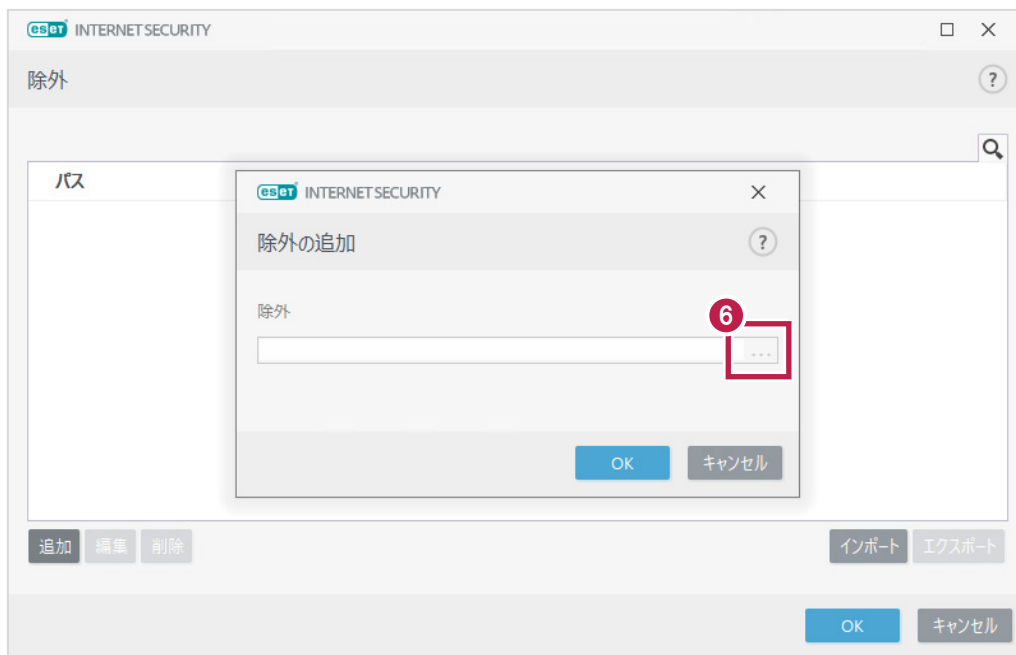 eset INTERNET SECURITY
除外
?
パス
eset INTERNET SECURITY
除外の追加
?
除外
6
...
OK キャンセル
追加 編集 削除 インポート エクスポート
OK キャンセル